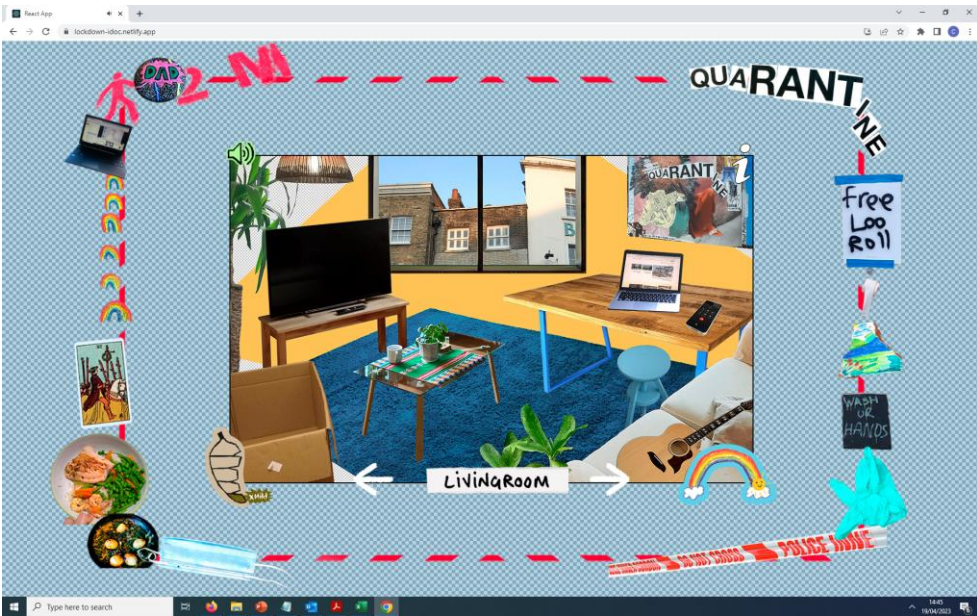 React App
lockdown-idoc.netlify.app
DAD
2-M
QUARANTINE
QUARANTINE
Free
Loo
Roll
WASH
UR
HANDS
LiViNGROOM
DO NOT CROSS
POLICE
Type here to search
14:45
19/04/2023